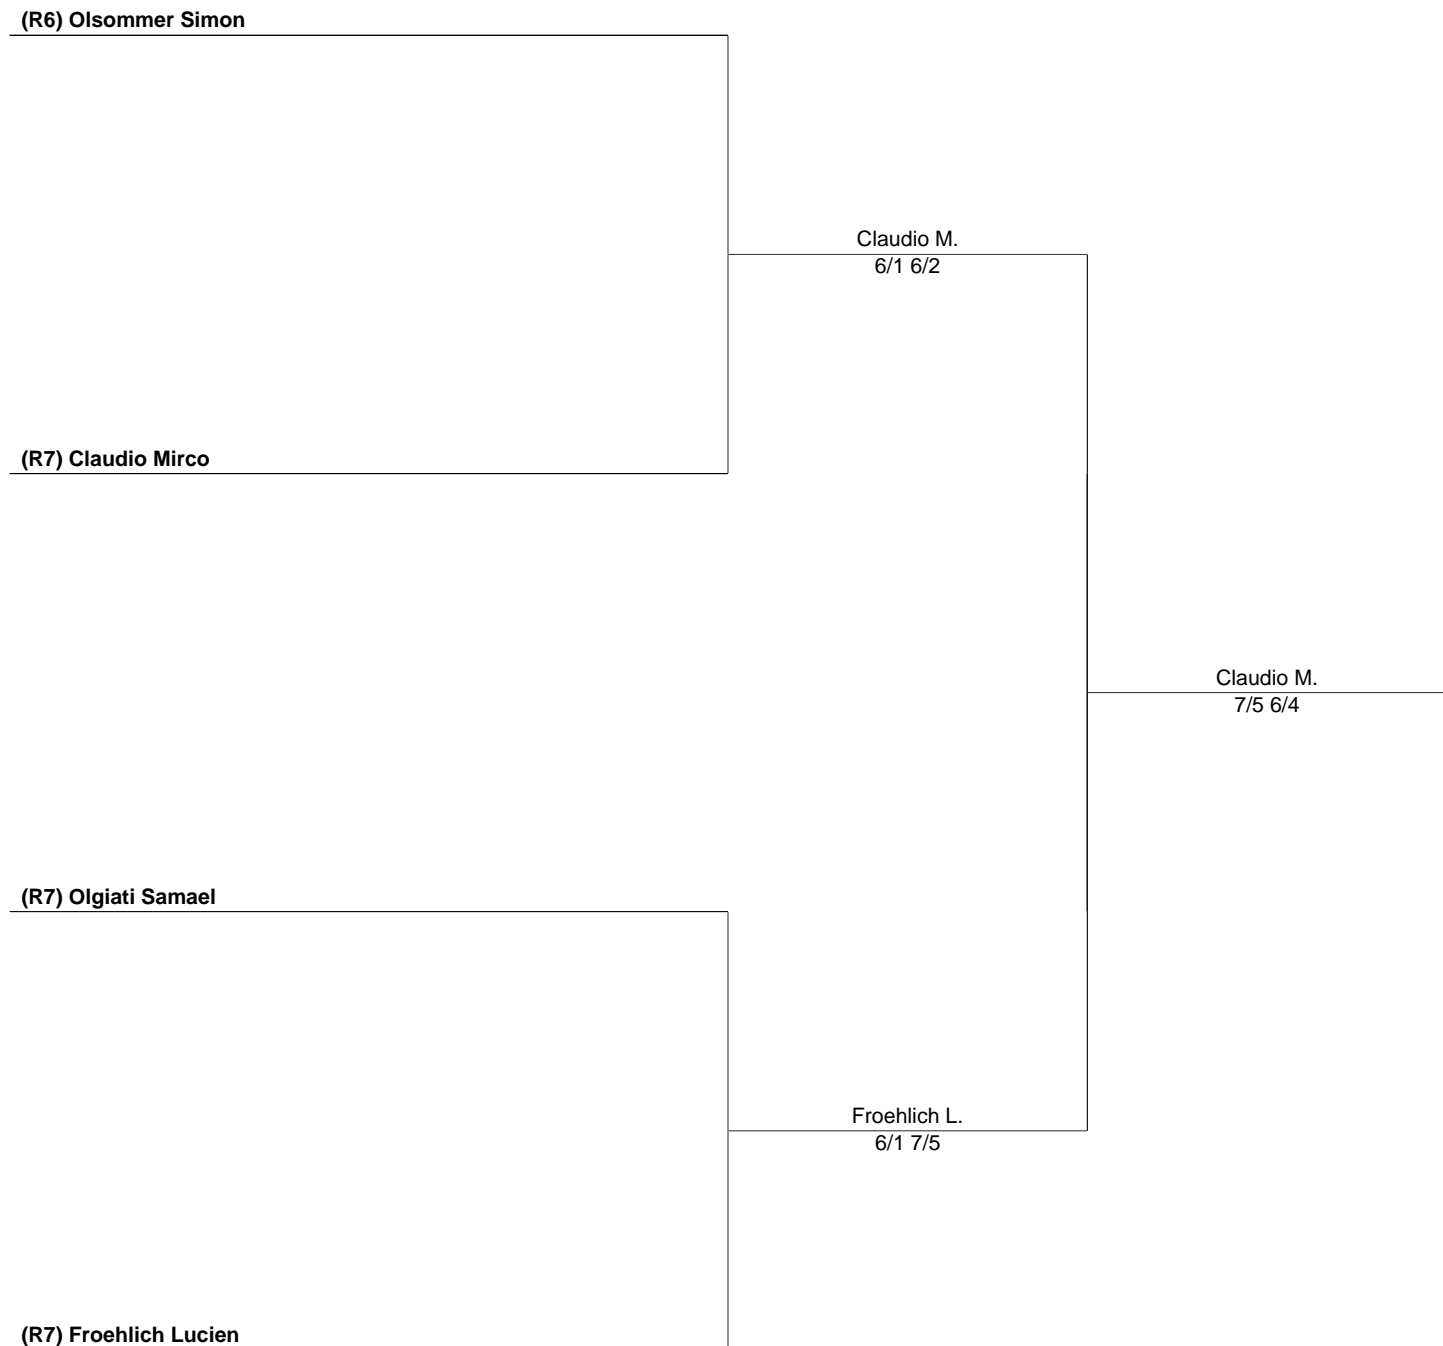 (R6) Olsommer Simon
Claudio M.
6/1 6/2
(R7) Claudio Mirco
Claudio M.
7/5 6/4
(R7) Olgiati Samael
Froehlich L.
6/1 7/5
(R7) Froehlich Lucien